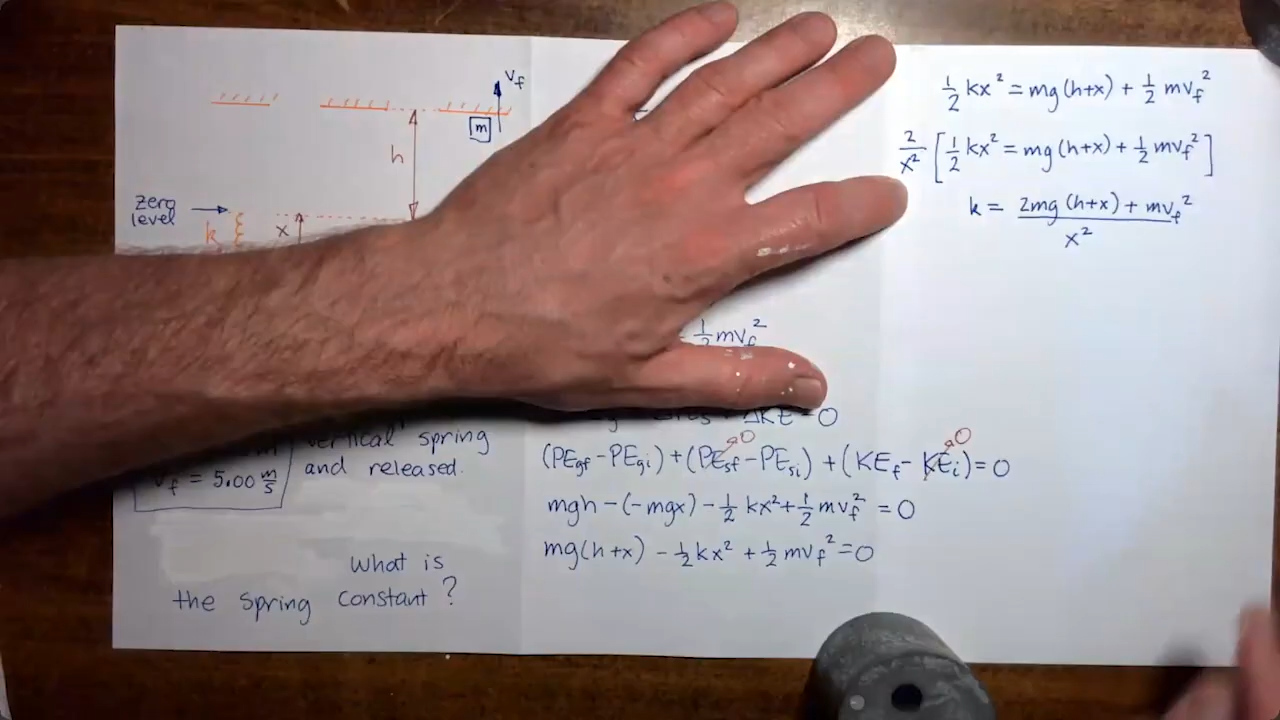 v_f
m
h
zero
level
k
x
½ mv_f²
ΔKE = 0
(PE_gf − PE_gi) + (PE_sf − PE_si) + (KE_f − KE_i) = 0
0
0
mgh − (−mgx) − ½ kx² + ½ mv_f² = 0
mg(h+x) − ½ kx² + ½ mv_f² = 0
vertical spring
and released.
v_f = 5.00 m/s
what is
the spring constant?
½ kx² = mg(h+x) + ½ mv_f²
2/x² [½ kx² = mg(h+x) + ½ mv_f²]
k = 2mg(h+x) + mv_f² / x²